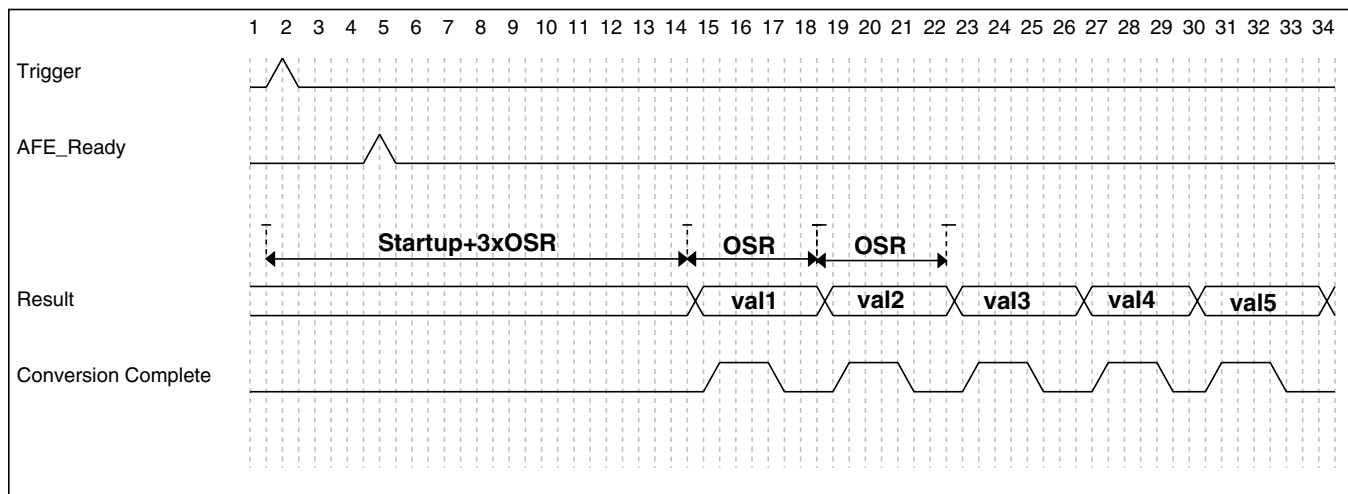 1 2 3 4 5 6 7 8 9 10 11 12 13 14 15 16 17 18 19 20 21 22 23 24 25 26 27 28 29 30 31 32 33 34
Trigger
AFE_Ready
Startup+3xOSR OSR OSR
Result val1 val2 val3 val4 val5
Conversion Complete